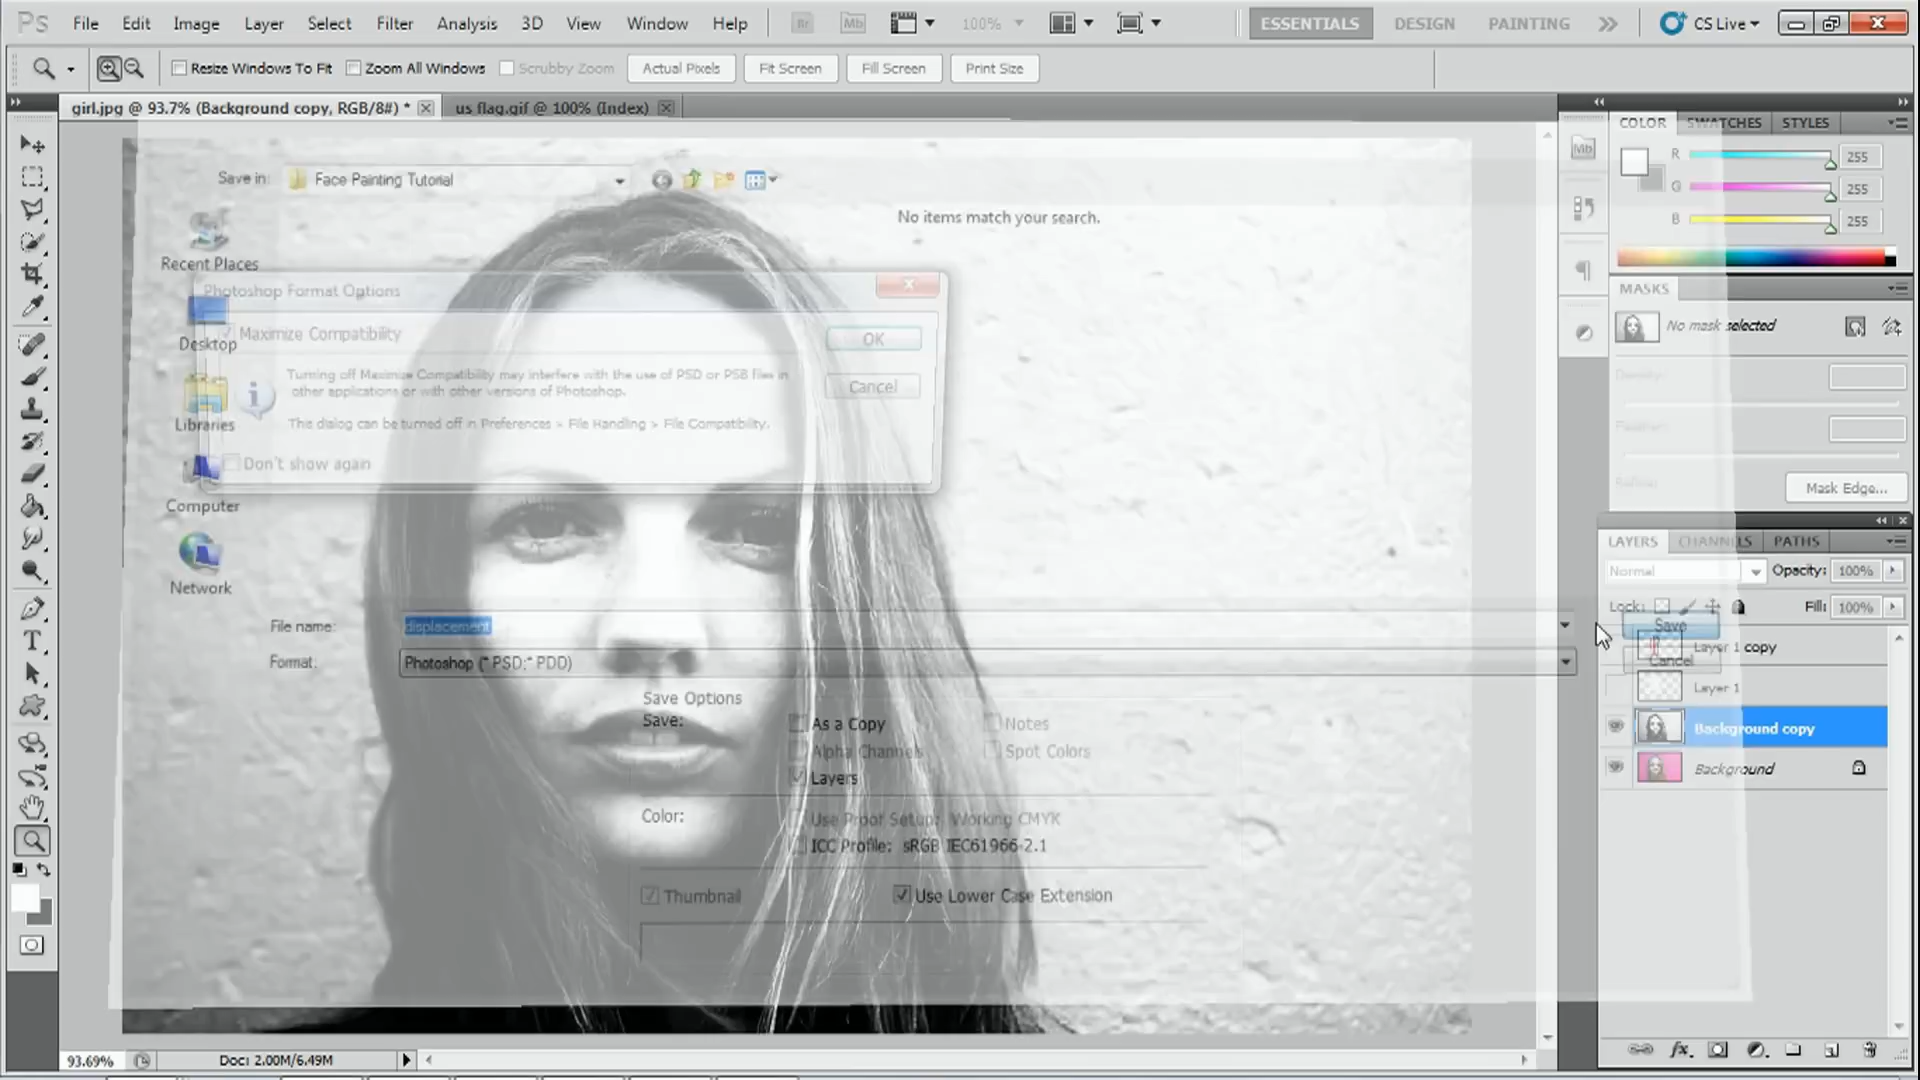 Ps File Edit Image Layer Select Filter Analysis 3D View Window Help Br Mb 100% ESSENTIALS DESIGN PAINTING CS Live
Resize Windows To Fit Zoom All Windows Scrubby Zoom Actual Pixels Fit Screen Fill Screen Print Size
girl.jpg @ 93.7% (Background copy, RGB/8#) * us flag.gif @ 100% (Index)
COLOR SWATCHES STYLES
R 255
G 255
B 255
Mb
Save in: Face Painting Tutorial
No items match your search.
Recent Places
Desktop
Libraries
Computer
Network
Photoshop Format Options
Maximize Compatibility
OK
Turning off Maximize Compatibility may interfere with the use of PSD or PSB files in
other applications or with other versions of Photoshop.
Cancel
This dialog can be turned off in Preferences > File Handling > File Compatibility.
Don't show again
MASKS
No mask selected
Density:
Feather:
Mask Edge...
LAYERS CHANNELS PATHS
Normal Opacity: 100%
Lock: Fill: 100%
Layer 1 copy
Layer 1
Background copy
Background
File name: displacement
Save
Format: Photoshop (*.PSD;*.PDD)
Cancel
Save Options
Save: As a Copy Notes
Alpha Channels Spot Colors
Layers
Color: Use Proof Setup: Working CMYK
ICC Profile: sRGB IEC61966-2.1
Thumbnail Use Lower Case Extension
93.69% Doc: 2.00M/6.49M